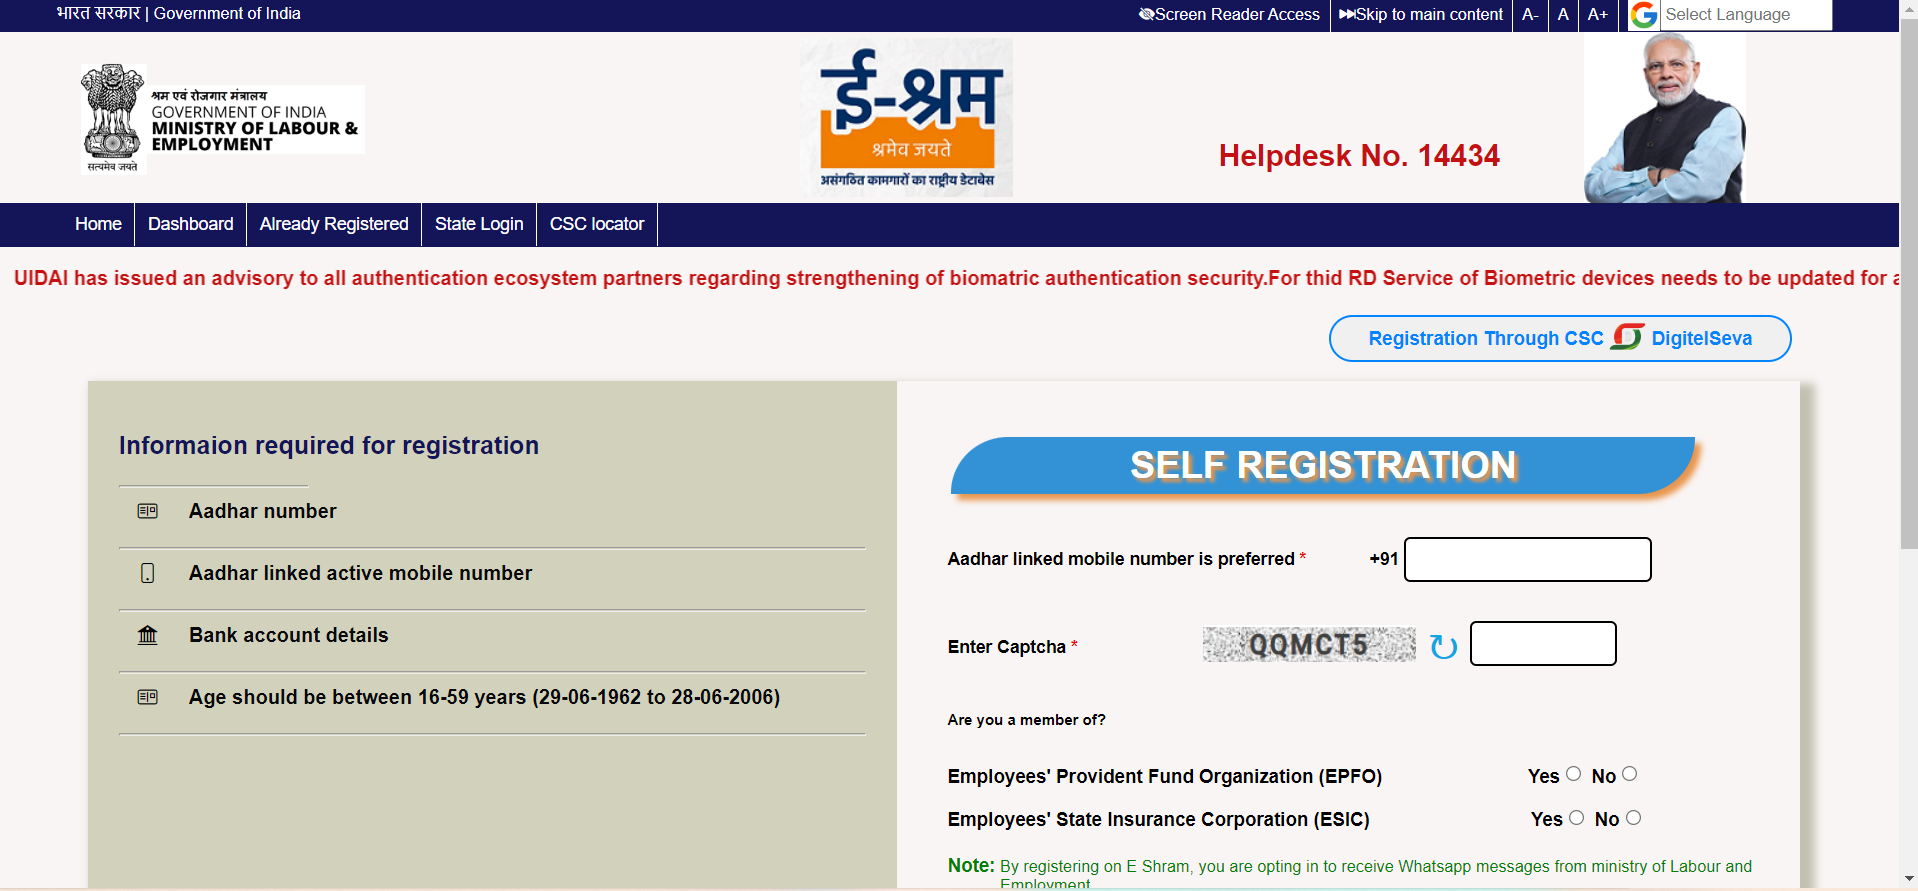 भारत सरकार | Government of India
Screen Reader Access
Skip to main content
A-
A
A+
Select Language
श्रम एवं रोजगार मंत्रालय
GOVERNMENT OF INDIA
MINISTRY OF LABOUR &
EMPLOYMENT
सत्यमेव जयते
ई-श्रम
श्रमेव जयते
असंगठित कामगारों का राष्ट्रीय डेटाबेस
Helpdesk No. 14434
Home
Dashboard
Already Registered
State Login
CSC locator
UIDAI has issued an advisory to all authentication ecosystem partners regarding strengthening of biomatric authentication security.For thid RD Service of Biometric devices needs to be updated for a
Registration Through CSC DigitelSeva
Informaion required for registration
Aadhar number
Aadhar linked active mobile number
Bank account details
Age should be between 16-59 years (29-06-1962 to 28-06-2006)
SELF REGISTRATION
Aadhar linked mobile number is preferred *
+91
Enter Captcha *
QQMCT5
Are you a member of?
Employees' Provident Fund Organization (EPFO)
Yes No
Employees' State Insurance Corporation (ESIC)
Yes No
Note: By registering on E Shram, you are opting in to receive Whatsapp messages from ministry of Labour and
Employment